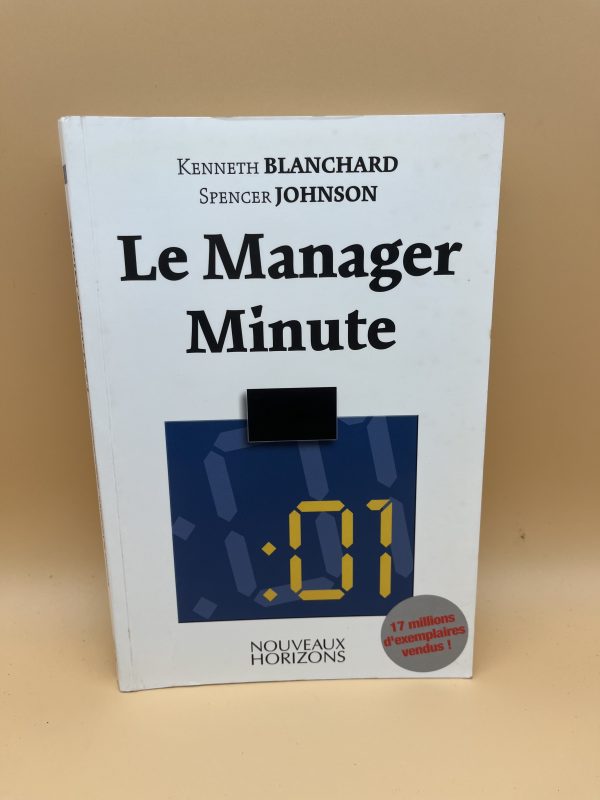 Kenneth BLANCHARD
Spencer JOHNSON
Le Manager
Minute
:01
NOUVEAUX
HORIZONS
17 millions
d'exemplaires
vendus !